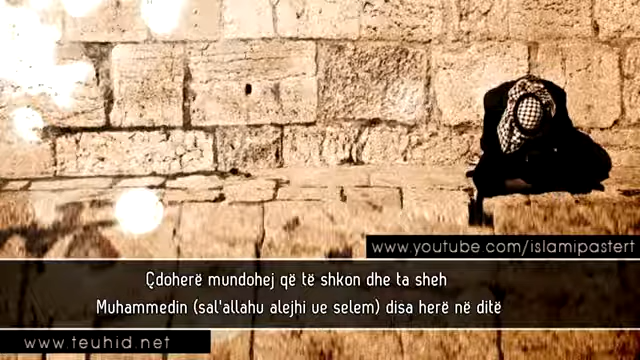 www.youtube.com/islamipastert
Çdoherë mundohej që të shkon dhe ta sheh
Muhammedin (sal'allahu alejhi ue selem) disa herë në ditë
www.teuhid.net